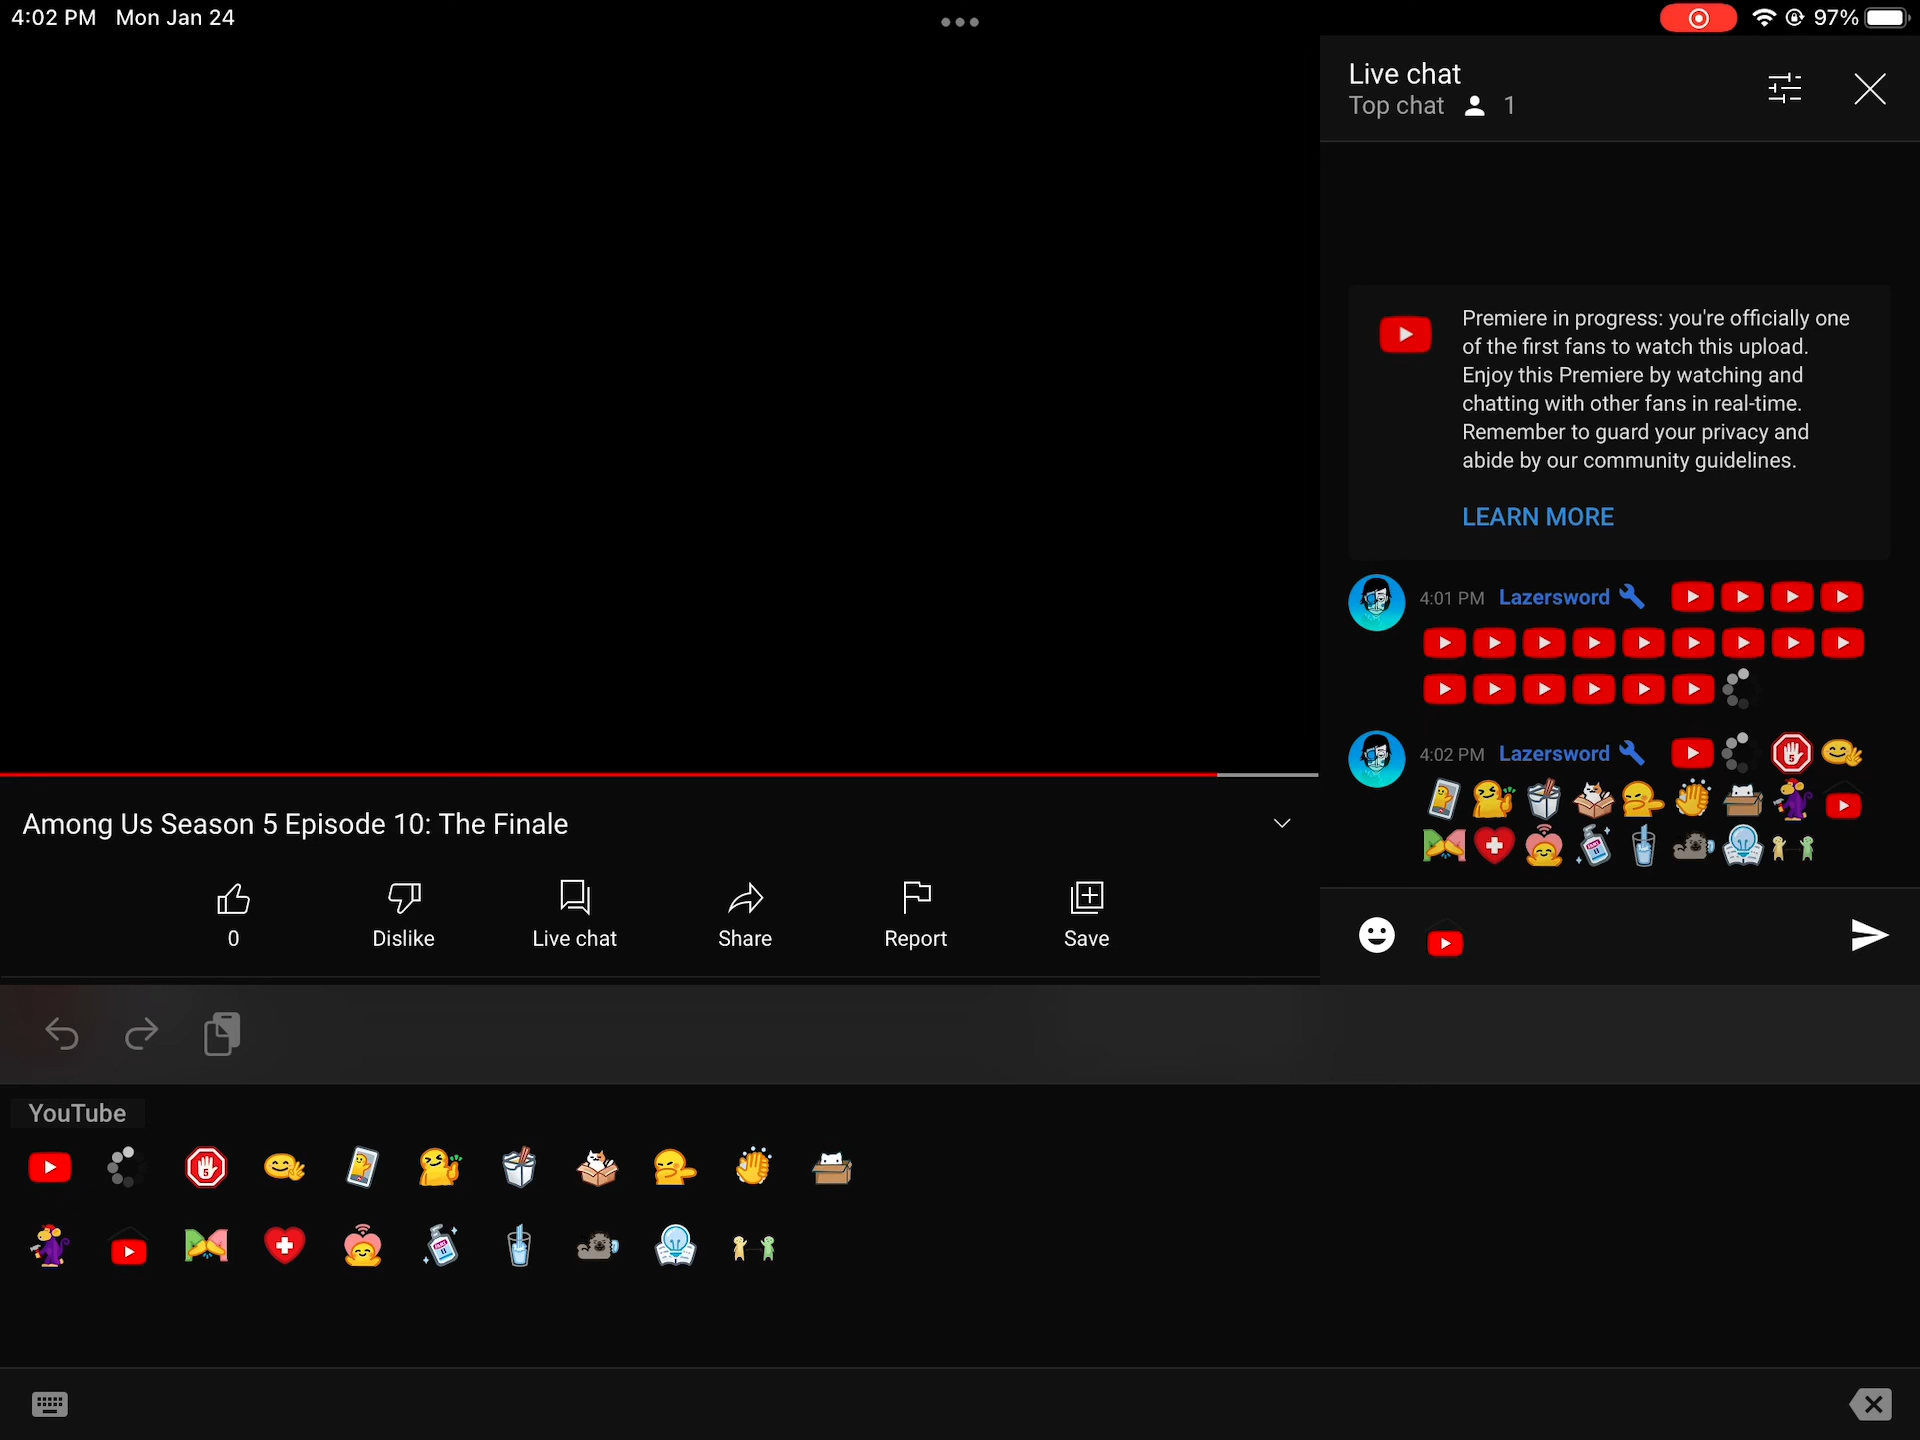 4:02 PM Mon Jan 24
97%
Live chat
Top chat 1
Premiere in progress: you're officially one
of the first fans to watch this upload.
Enjoy this Premiere by watching and
chatting with other fans in real-time.
Remember to guard your privacy and
abide by our community guidelines.
LEARN MORE
4:01 PM Lazersword
4:02 PM Lazersword
Among Us Season 5 Episode 10: The Finale
0 Dislike Live chat Share Report Save
YouTube